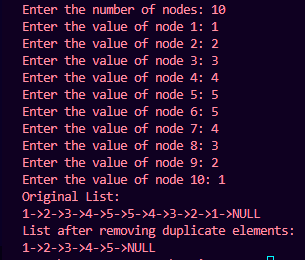 Enter the number of nodes: 10
Enter the value of node 1: 1
Enter the value of node 2: 2
Enter the value of node 3: 3
Enter the value of node 4: 4
Enter the value of node 5: 5
Enter the value of node 6: 5
Enter the value of node 7: 4
Enter the value of node 8: 3
Enter the value of node 9: 2
Enter the value of node 10: 1
Original List:
1->2->3->4->5->5->4->3->2->1->NULL
List after removing duplicate elements:
1->2->3->4->5->NULL